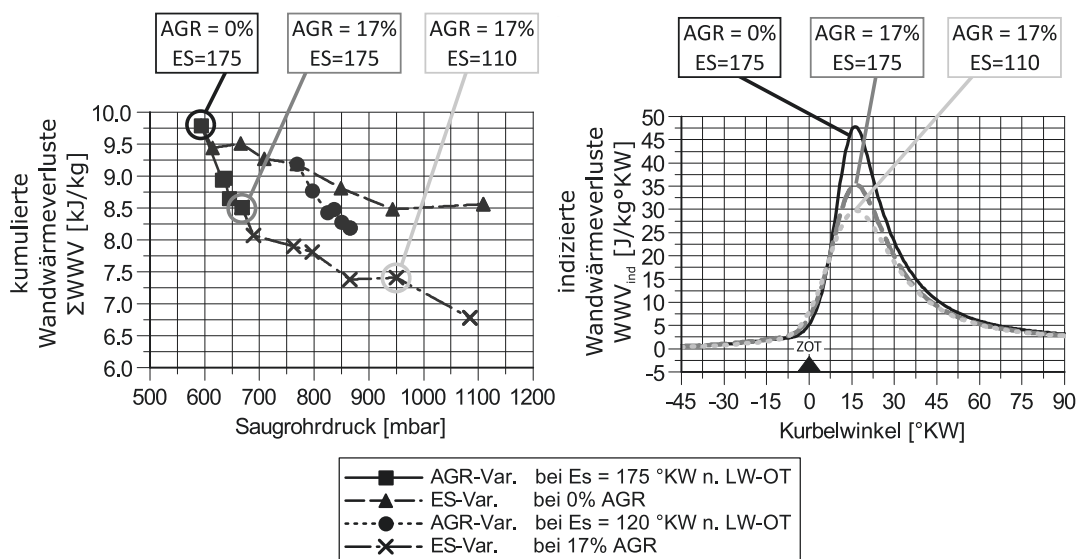 AGR = 0%
ES=175
AGR = 17%
ES=175
AGR = 17%
ES=110
kumulierte
Wandwärmeverluste
ΣWWV [kJ/kg]
10.0
9.5
9.0
8.5
8.0
7.5
7.0
6.5
6.0
500 600 700 800 900 1000 1100 1200
Saugrohrdruck [mbar]
AGR = 0%
ES=175
AGR = 17%
ES=175
AGR = 17%
ES=110
indizierte
Wandwärmeverluste
WWVind [J/kg°KW]
50
45
40
35
30
25
20
15
10
5
0
-5
ZOT
-45 -30 -15 0 15 30 45 60 75 90
Kurbelwinkel [°KW]
AGR-Var. bei Es = 175 °KW n. LW-OT
ES-Var. bei 0% AGR
AGR-Var. bei Es = 120 °KW n. LW-OT
ES-Var. bei 17% AGR